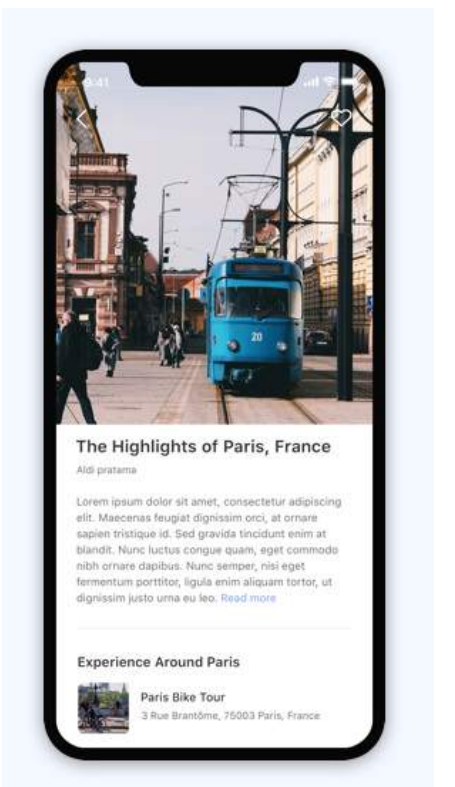 9:41
20
The Highlights of Paris, France
Aldi pratama
Lorem ipsum dolor sit amet, consectetur adipiscing
elit. Maecenas feugiat dignissim orci, at ornare
sapien tristique id. Sed gravida tincidunt enim at
blandit. Nunc luctus congue quam, eget commodo
nibh ornare dapibus. Nunc semper, nisi eget
fermentum porttitor, ligula enim aliquam tortor, ut
dignissim justo urna eu leo. Read more
Experience Around Paris
Paris Bike Tour
3 Rue Brantôme, 75003 Paris, France